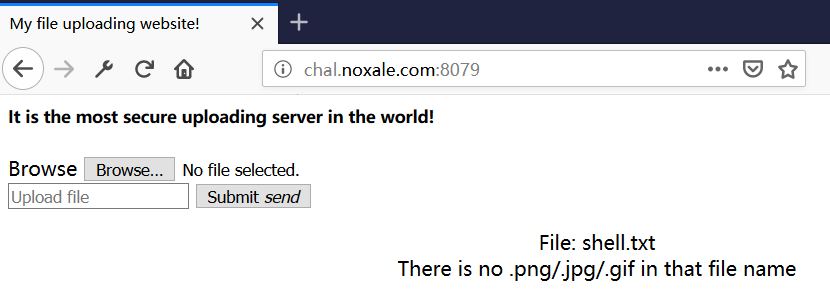 My file uploading website!
chal.noxale.com:8079
It is the most secure uploading server in the world!
Browse Browse... No file selected.
Upload file Submit send
File: shell.txt
There is no .png/.jpg/.gif in that file name